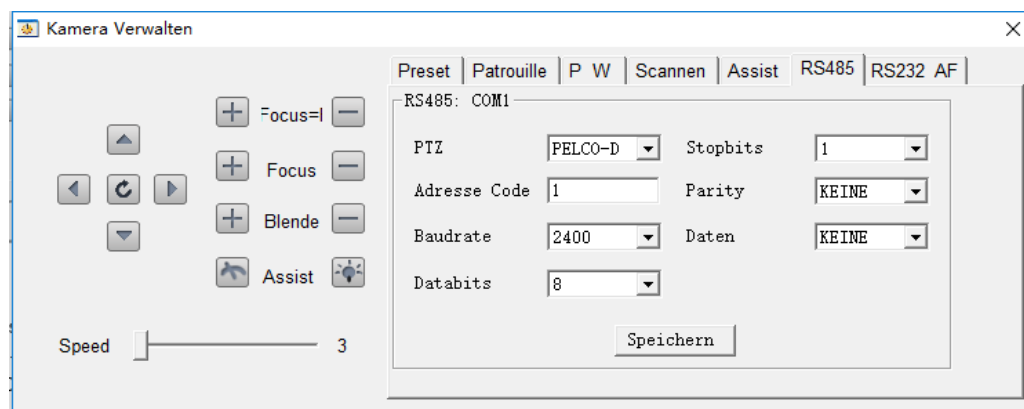 Kamera Verwalten
Preset Patrouille P W Scannen Assist RS485 RS232 AF
RS485: COM1
PTZ PELCO-D Stopbits 1
Adresse Code 1 Parity KEINE
Baudrate 2400 Daten KEINE
Databits 8
Speichern
Focus
Blende
Assist
Speed 3